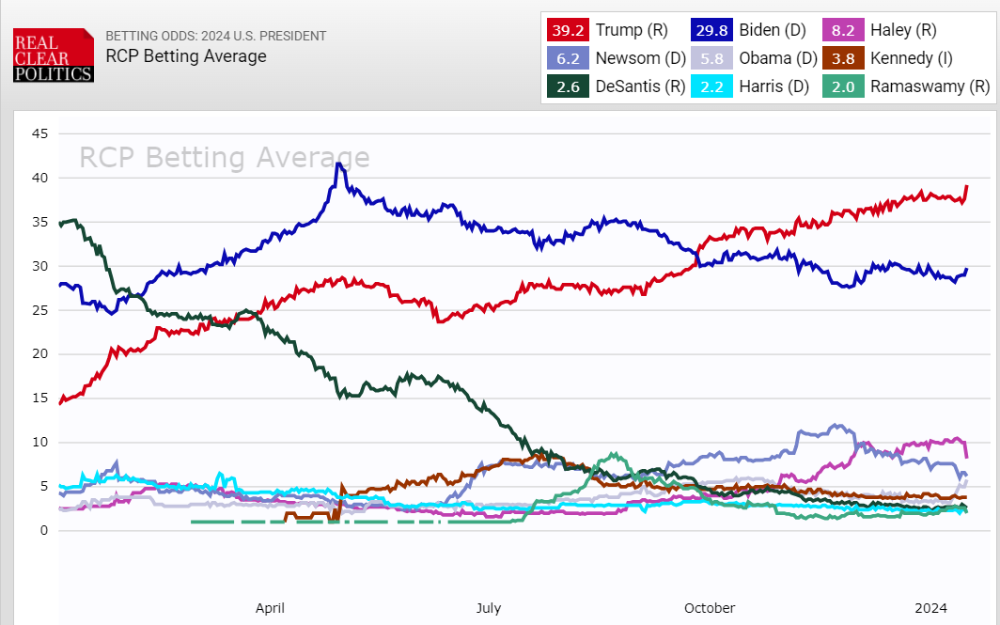 REAL
CLEAR
POLITICS
BETTING ODDS: 2024 U.S. PRESIDENT
RCP Betting Average
39.2 Trump (R) 29.8 Biden (D) 8.2 Haley (R)
6.2 Newsom (D) 5.8 Obama (D) 3.8 Kennedy (I)
2.6 DeSantis (R) 2.2 Harris (D) 2.0 Ramaswamy (R)
RCP Betting Average
45
40
35
30
25
20
15
10
5
0
April July October 2024